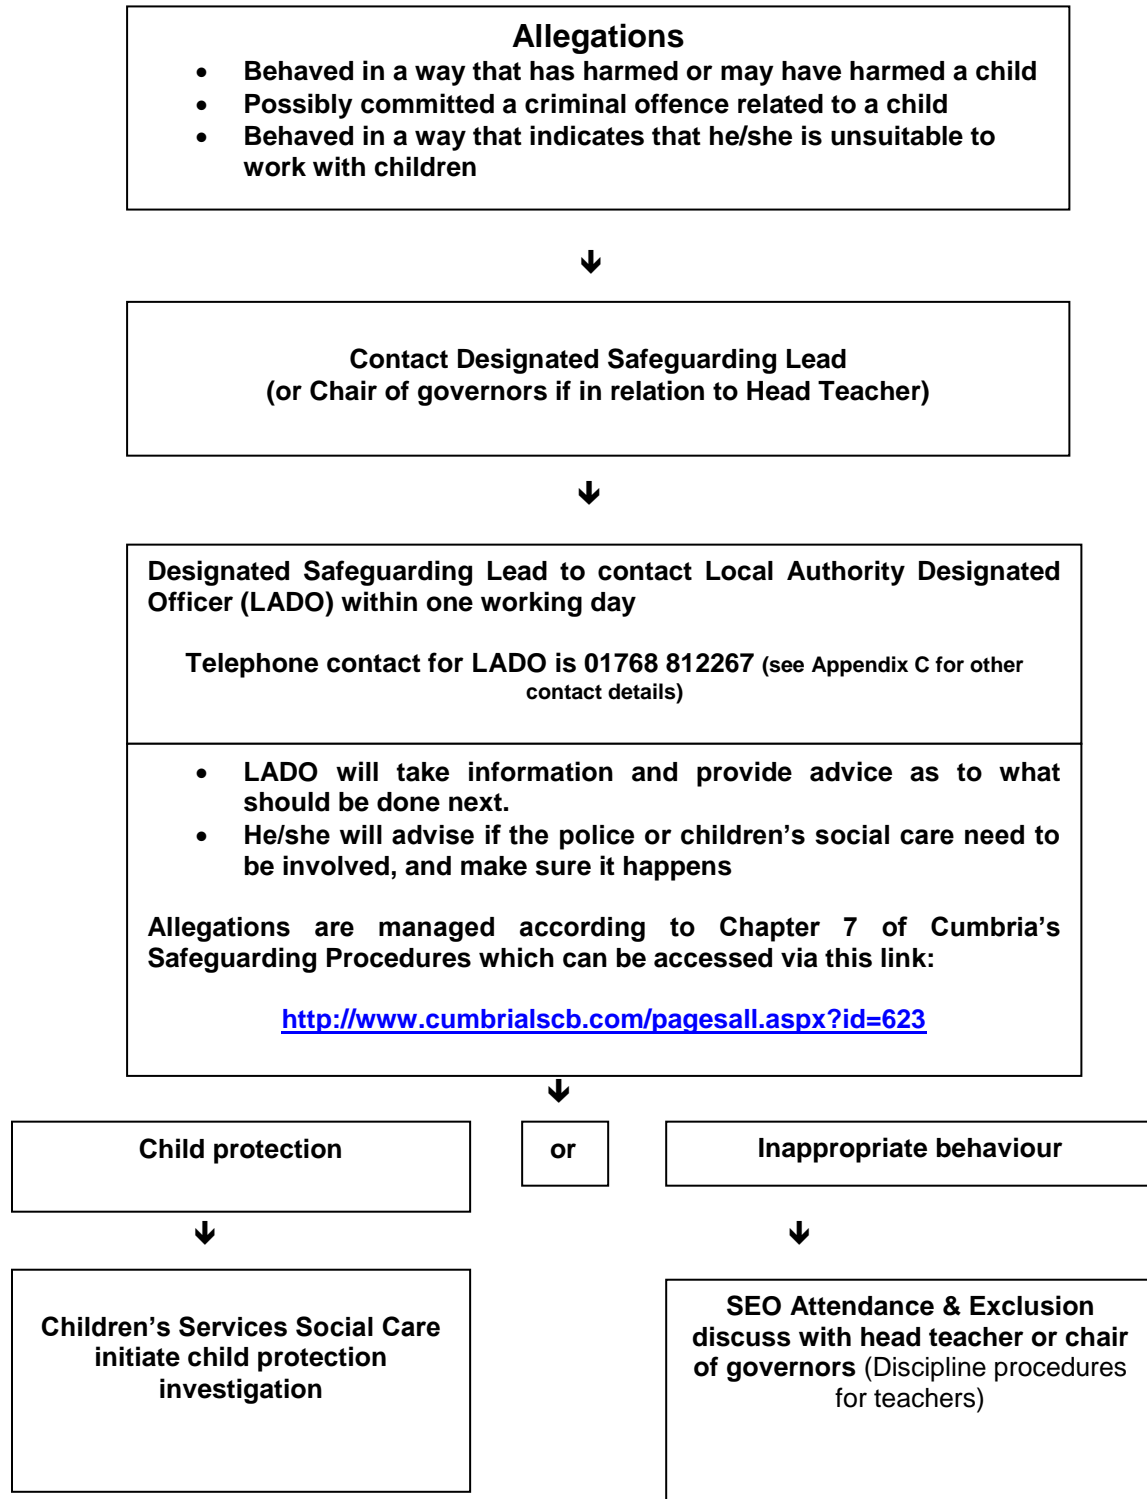 Allegations
• Behaved in a way that has harmed or may have harmed a child
• Possibly committed a criminal offence related to a child
• Behaved in a way that indicates that he/she is unsuitable to
work with children
Contact Designated Safeguarding Lead
(or Chair of governors if in relation to Head Teacher)
Designated Safeguarding Lead to contact Local Authority Designated
Officer (LADO) within one working day
Telephone contact for LADO is 01768 812267 (see Appendix C for other
contact details)
• LADO will take information and provide advice as to what
should be done next.
• He/she will advise if the police or children’s social care need to
be involved, and make sure it happens
Allegations are managed according to Chapter 7 of Cumbria’s
Safeguarding Procedures which can be accessed via this link:
http://www.cumbrialscb.com/pagesall.aspx?id=623
Child protection
or
Inappropriate behaviour
Children’s Services Social Care
initiate child protection
investigation
SEO Attendance & Exclusion
discuss with head teacher or chair
of governors (Discipline procedures
for teachers)